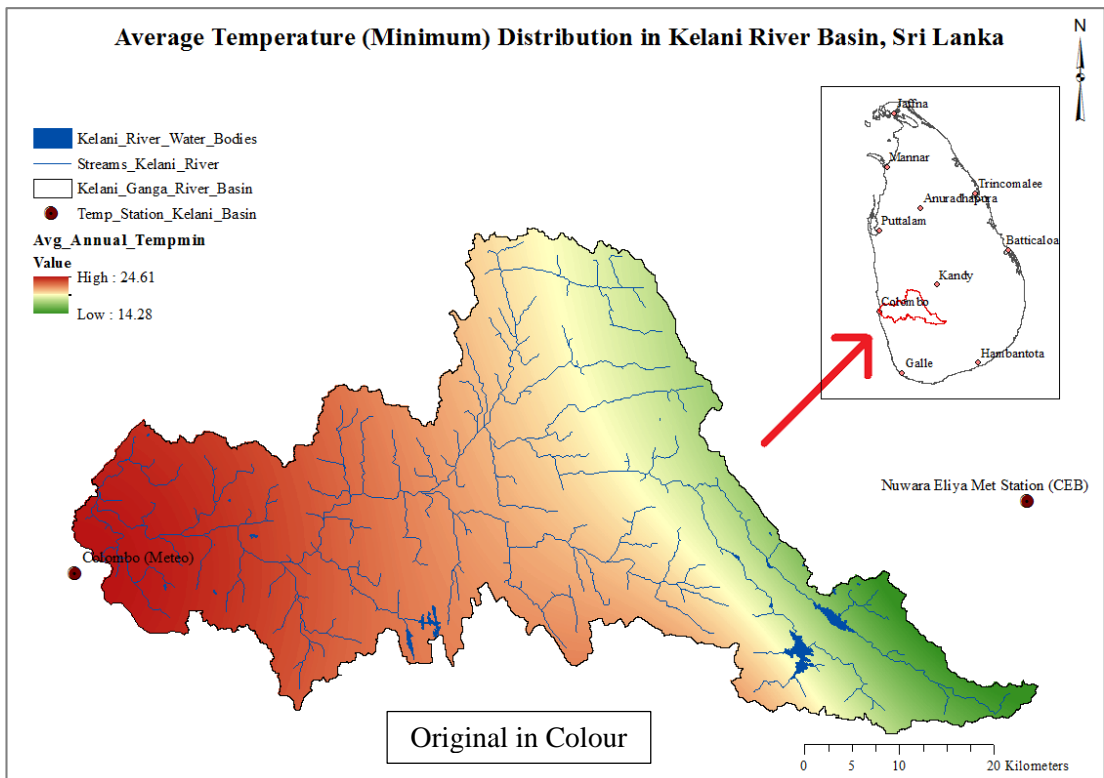 Average Temperature (Minimum) Distribution in Kelani River Basin, Sri Lanka
N
Kelani_River_Water_Bodies
Streams_Kelani_River
Kelani_Ganga_River_Basin
Temp_Station_Kelani_Basin
Avg_Annual_Tempmin
Value
High : 24.61
Low : 14.28
Jaffna
Mannar
Trincomalee
Anuradhapura
Puttalam
Batticaloa
Kandy
Colombo
Galle
Hambantota
Nuwara Eliya Met Station (CEB)
Colombo (Meteo)
Original in Colour
0 5 10 20 Kilometers